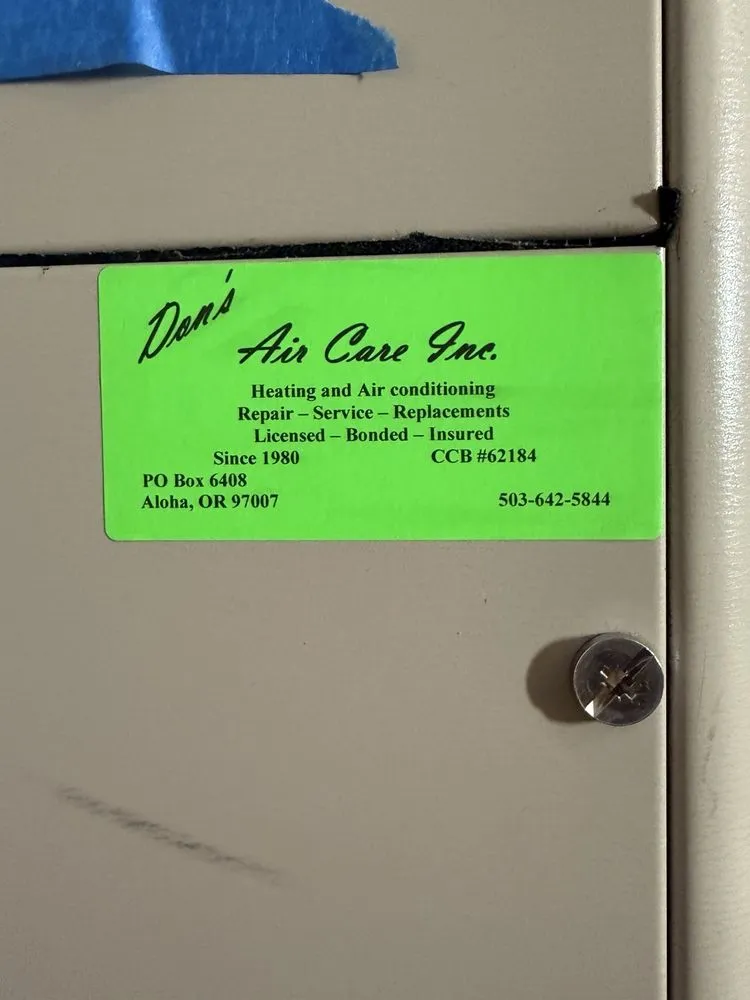 Don's
Air Care Inc.
Heating and Air conditioning
Repair – Service – Replacements
Licensed – Bonded – Insured
Since 1980 CCB #62184
PO Box 6408
Aloha, OR 97007 503-642-5844